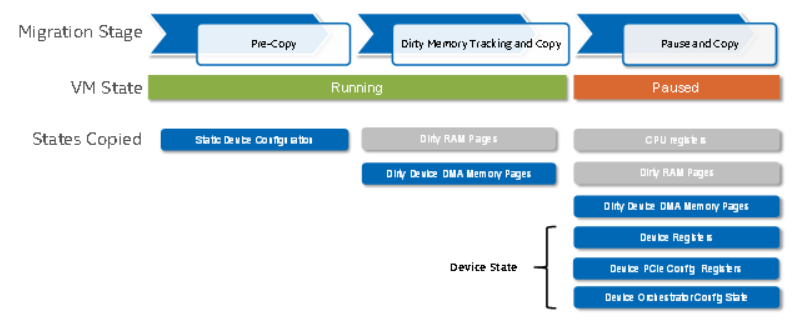 Migration Stage
Pre-Copy
Dirty Memory Tracking and Copy
Pause and Copy
VM State
Running
Paused
States Copied
Static Device Configuration
Dirty RAM Pages
CPU registers
Dirty Device DMA Memory Pages
Dirty RAM Pages
Dirty Device DMA Memory Pages
Device Registers
Device State
Device PCIe Config Registers
Device Orchestrator Config State